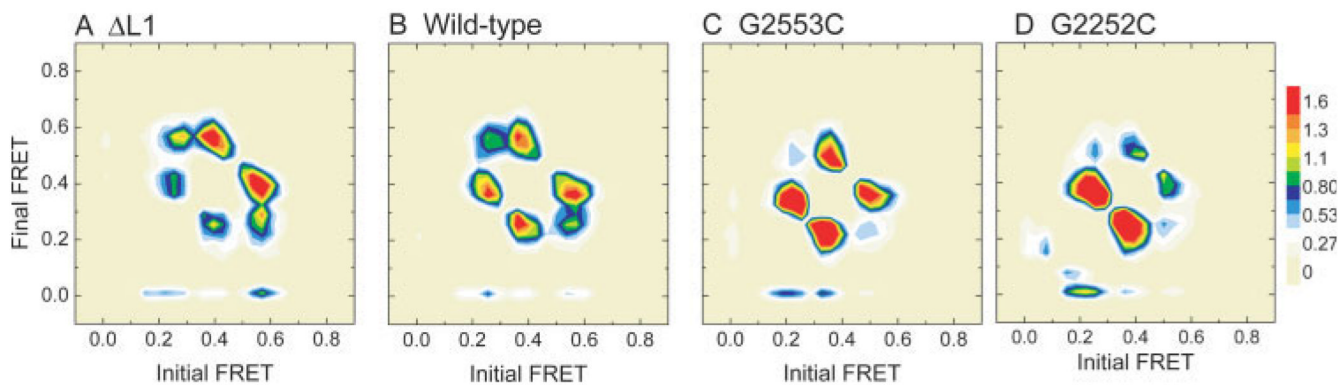 A ΔL1
B Wild-type
C G2553C
D G2252C
Final FRET
0.8
0.6
0.4
0.2
0.0
0.0 0.2 0.4 0.6 0.8
0.0 0.2 0.4 0.6 0.8
0.0 0.2 0.4 0.6 0.8
0.0 0.2 0.4 0.6 0.8
Initial FRET
Initial FRET
Initial FRET
Initial FRET
1.6
1.3
1.1
0.80
0.53
0.27
0